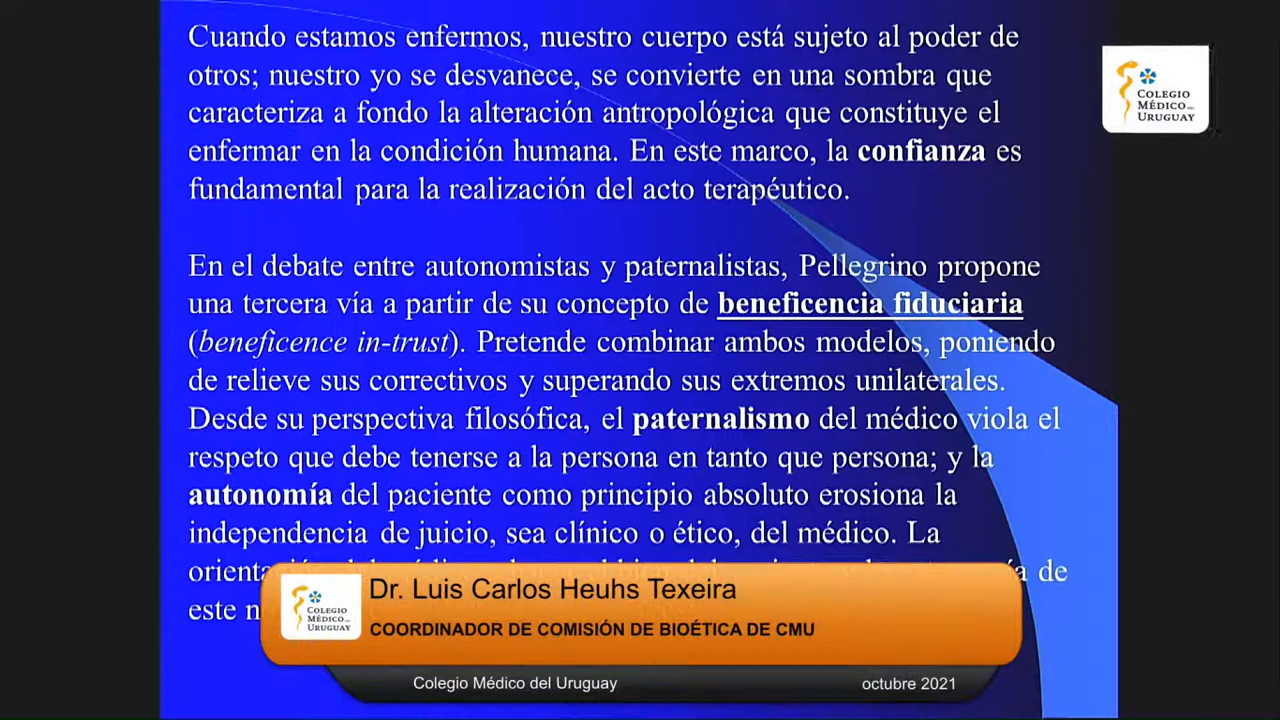 Cuando estamos enfermos, nuestro cuerpo está sujeto al poder de
otros; nuestro yo se desvanece, se convierte en una sombra que
caracteriza a fondo la alteración antropológica que constituye el
enfermar en la condición humana. En este marco, la confianza es
fundamental para la realización del acto terapéutico.
En el debate entre autonomistas y paternalistas, Pellegrino propone
una tercera vía a partir de su concepto de beneficencia fiduciaria
(beneficence in-trust). Pretende combinar ambos modelos, poniendo
de relieve sus correctivos y superando sus extremos unilaterales.
Desde su perspectiva filosófica, el paternalismo del médico viola el
respeto que debe tenerse a la persona en tanto que persona; y la
autonomía del paciente como principio absoluto erosiona la
independencia de juicio, sea clínico o ético, del médico. La
de
este
COLEGIO
MÉDICO DEL
URUGUAY
COLEGIO
MÉDICO DEL
URUGUAY
Dr. Luis Carlos Heuhs Texeira
COORDINADOR DE COMISIÓN DE BIOÉTICA DE CMU
Colegio Médico del Uruguay
octubre 2021